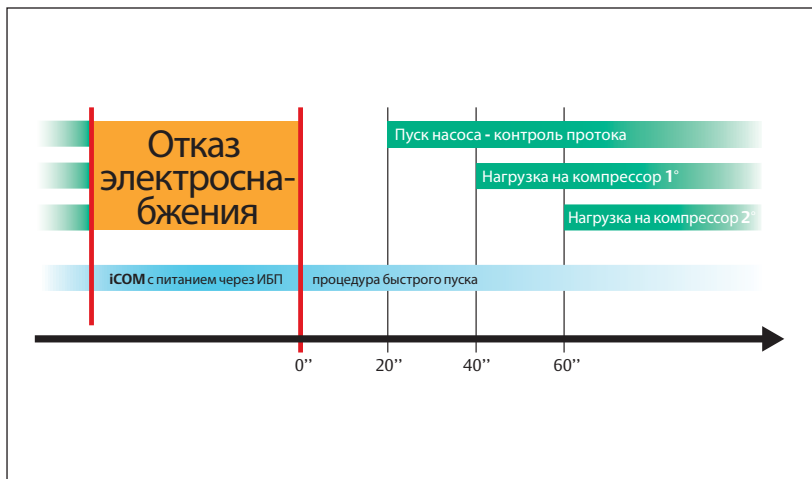 Отказ
электросна-
бжения
Пуск насоса - контроль протока
Нагрузка на компрессор 1°
Нагрузка на компрессор 2°
iCOM с питанием через ИБП
процедура быстрого пуска
0’’
20’’
40’’
60’’